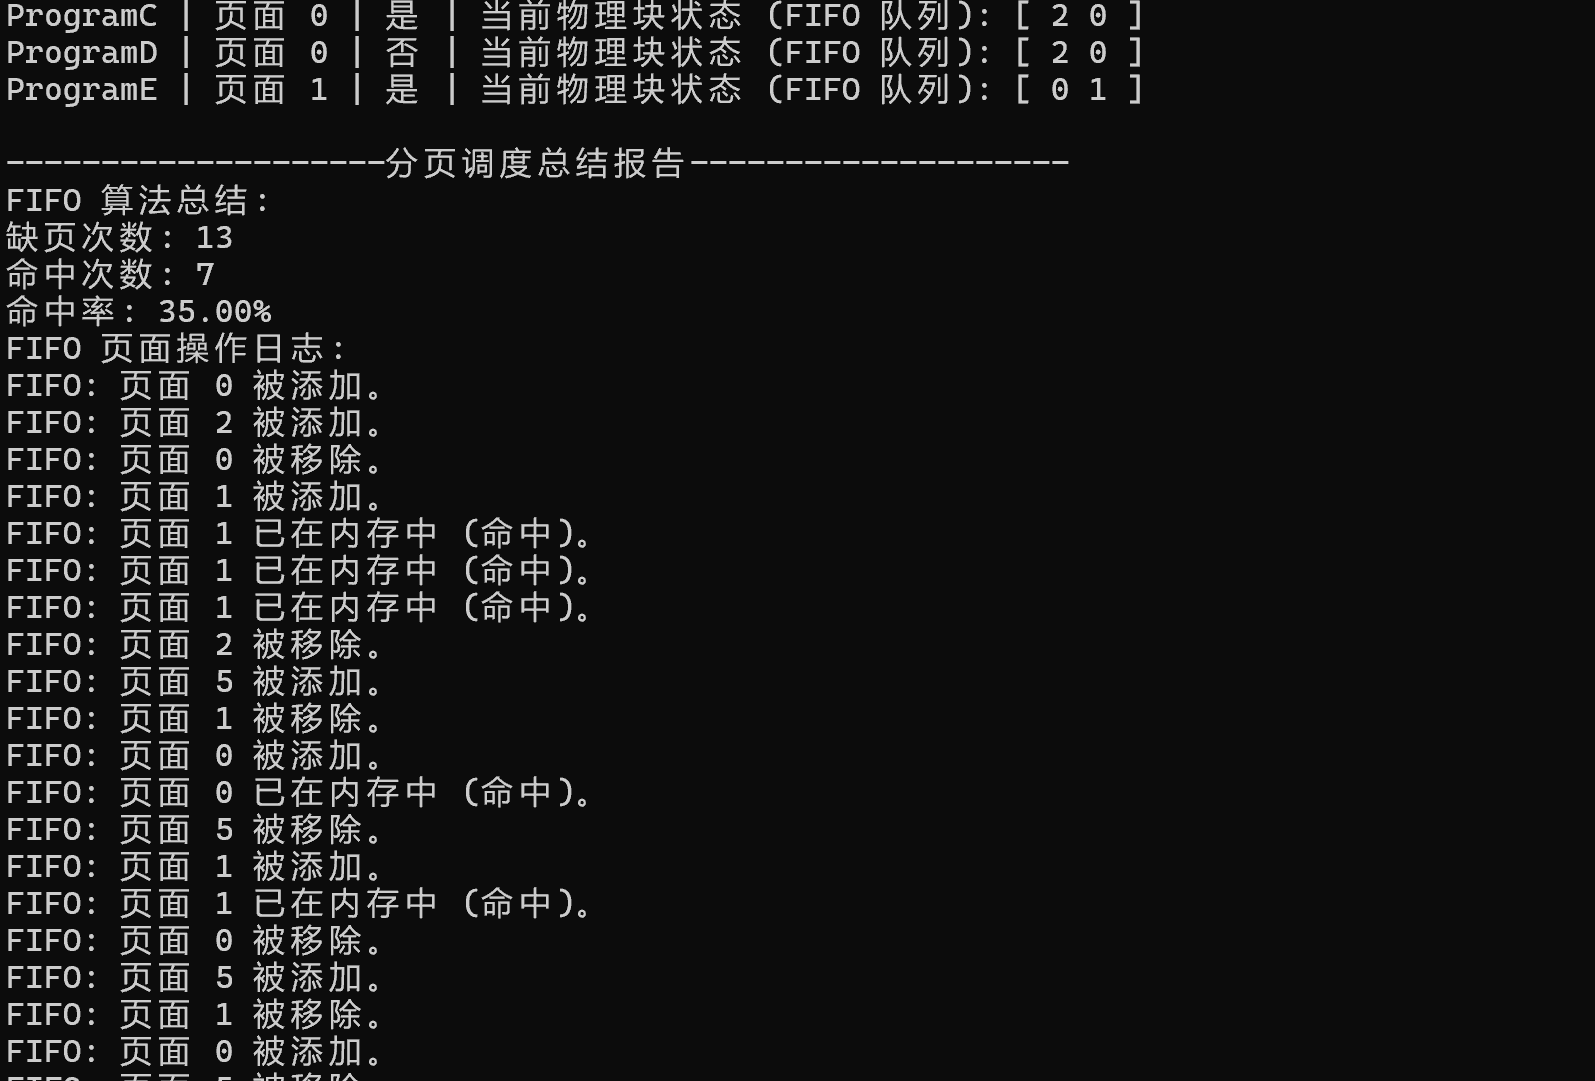 ProgramC | 页面 0 | 是 | 当前物理块状态 (FIFO 队列): [ 2 0 ]
ProgramD | 页面 0 | 否 | 当前物理块状态 (FIFO 队列): [ 2 0 ]
ProgramE | 页面 1 | 是 | 当前物理块状态 (FIFO 队列): [ 0 1 ]
--------------------分页调度总结报告--------------------
FIFO 算法总结:
缺页次数: 13
命中次数: 7
命中率: 35.00%
FIFO 页面操作日志:
FIFO: 页面 0 被添加。
FIFO: 页面 2 被添加。
FIFO: 页面 0 被移除。
FIFO: 页面 1 被添加。
FIFO: 页面 1 已在内存中 (命中)。
FIFO: 页面 1 已在内存中 (命中)。
FIFO: 页面 1 已在内存中 (命中)。
FIFO: 页面 2 被移除。
FIFO: 页面 5 被添加。
FIFO: 页面 1 被移除。
FIFO: 页面 0 被添加。
FIFO: 页面 0 已在内存中 (命中)。
FIFO: 页面 5 被移除。
FIFO: 页面 1 被添加。
FIFO: 页面 1 已在内存中 (命中)。
FIFO: 页面 0 被移除。
FIFO: 页面 5 被添加。
FIFO: 页面 1 被移除。
FIFO: 页面 0 被添加。